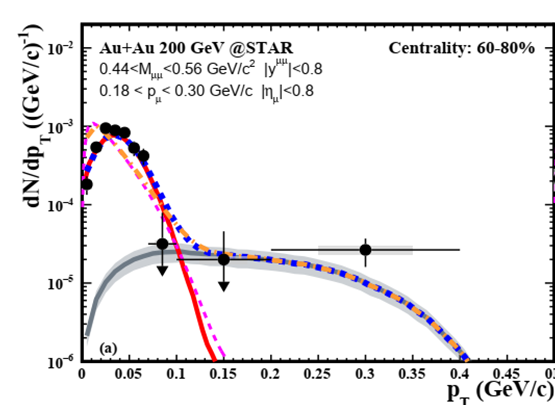 Au+Au 200 GeV @STAR
Centrality: 60-80%
0.44<Mμμ<0.56 GeV/c² |y^μμ|<0.8
0.18 < pμ < 0.30 GeV/c |ημ|<0.8
dN/dp_T ((GeV/c)⁻¹)
10⁻²
10⁻³
10⁻⁴
10⁻⁵
10⁻⁶
(a)
0 0.05 0.1 0.15 0.2 0.25 0.3 0.35 0.4 0.45
p_T (GeV/c)